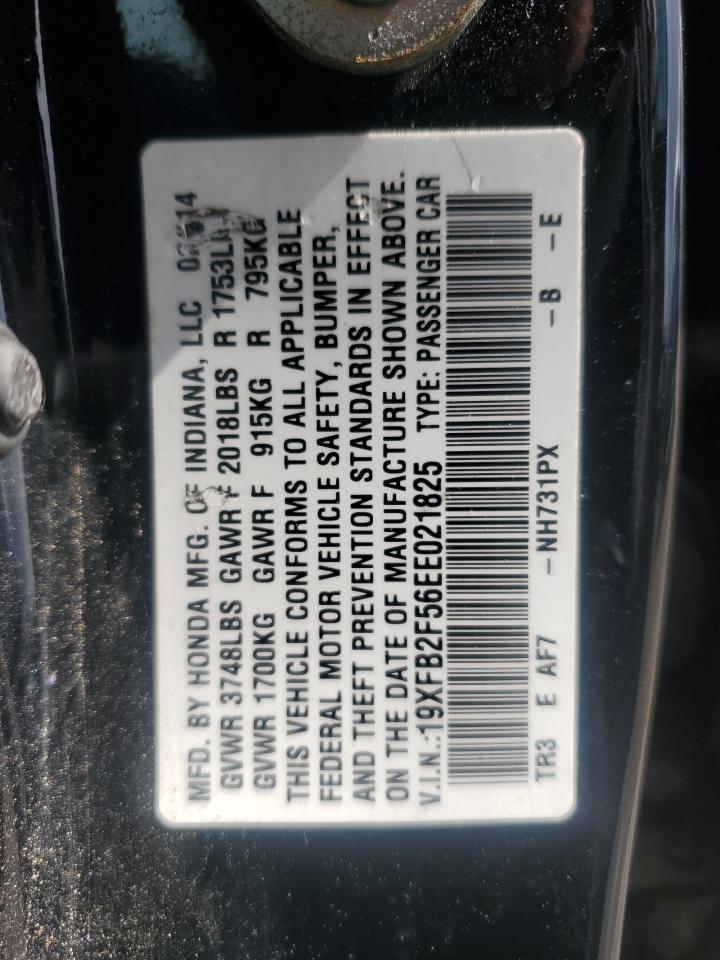 MFD. BY HONDA MFG. OF INDIANA, LLC
GVWR 3748LBS GAWR F 2018LBS R 1753LBS
GVWR 1700KG GAWR F 915KG R 795KG
THIS VEHICLE CONFORMS TO ALL APPLICABLE
FEDERAL MOTOR VEHICLE SAFETY, BUMPER,
AND THEFT PREVENTION STANDARDS IN EFFECT
ON THE DATE OF MANUFACTURE SHOWN ABOVE.
V.I.N.:19XFB2F56EE021825 TYPE: PASSENGER CAR
TR3 E AF7 -NH731PX -B -E